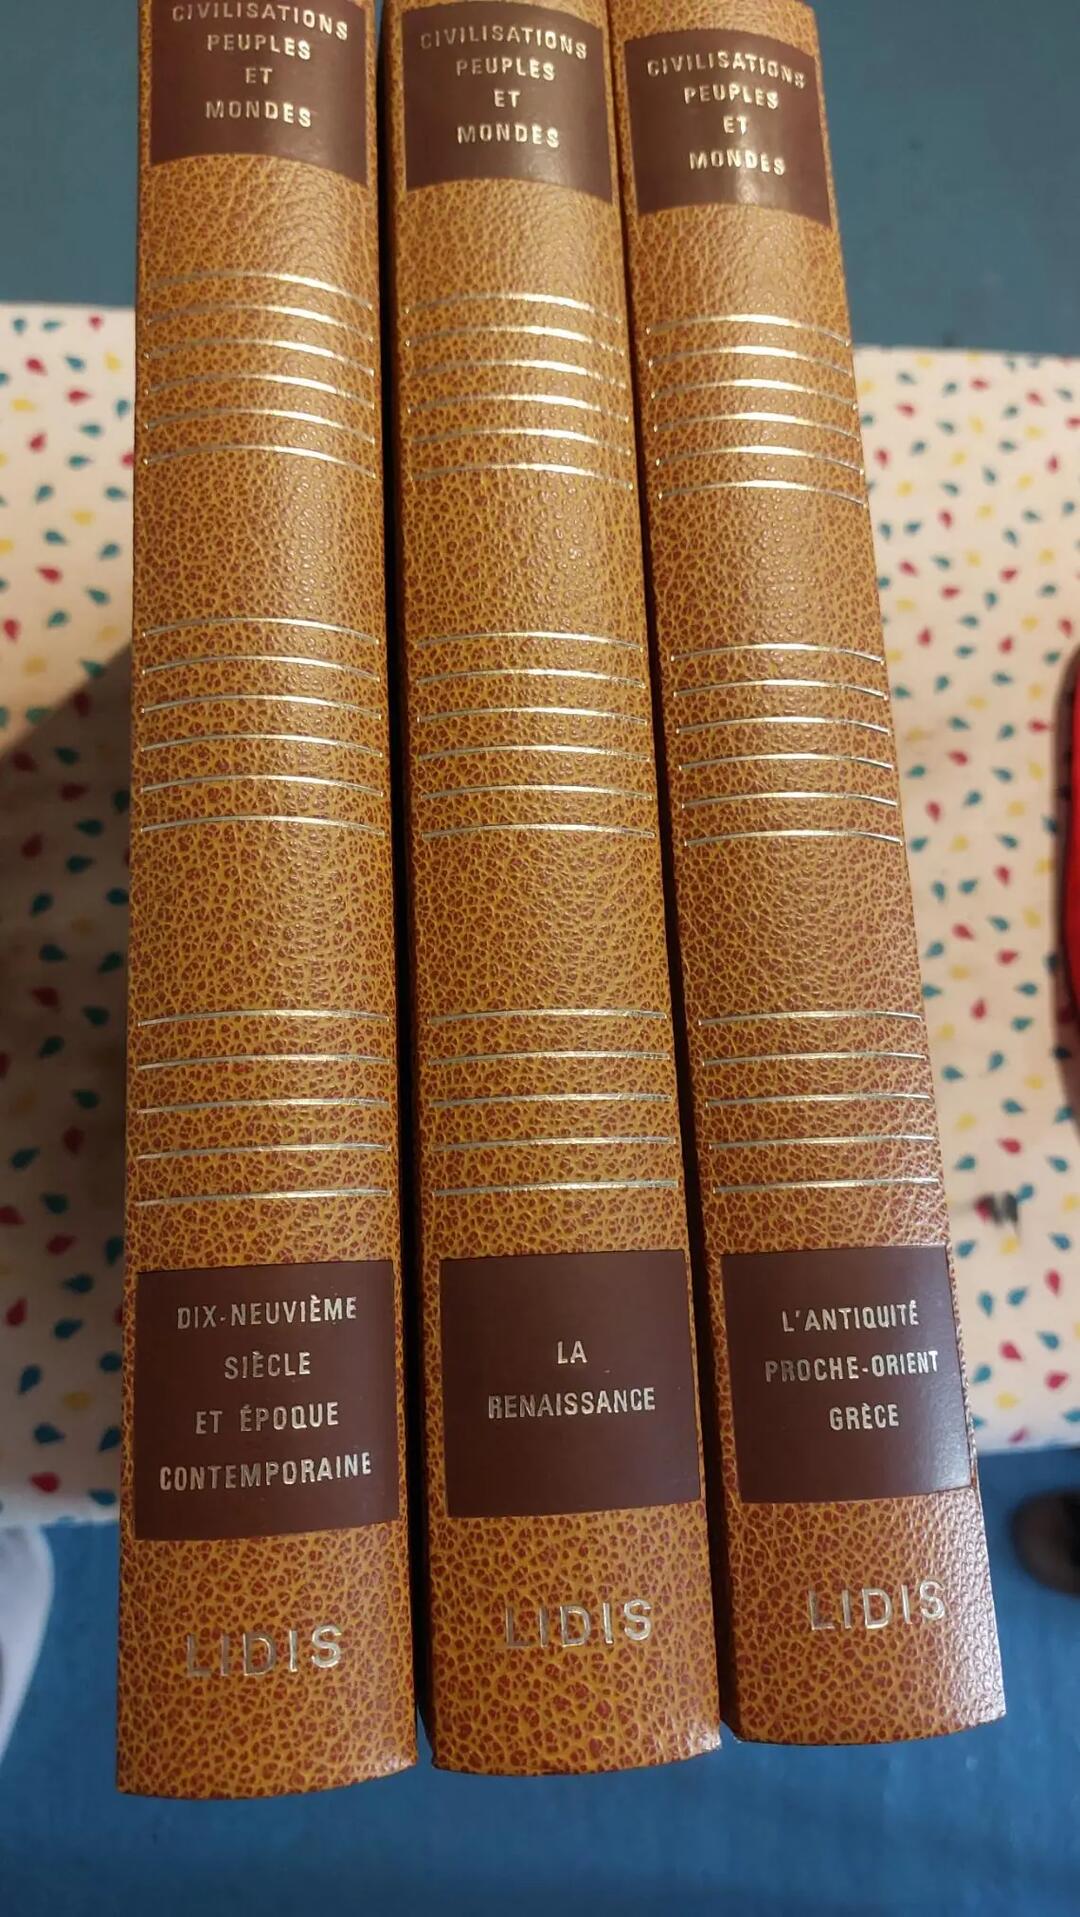 CIVILISATIONS
PEUPLES
ET
MONDES
DIX-NEUVIÈME
SIÈCLE
ET ÉPOQUE
CONTEMPORAINE
LIDIS
CIVILISATIONS
PEUPLES
ET
MONDES
LA
RENAISSANCE
LIDIS
CIVILISATIONS
PEUPLES
ET
MONDES
L'ANTIQUITÉ
PROCHE-ORIENT
GRÈCE
LIDIS